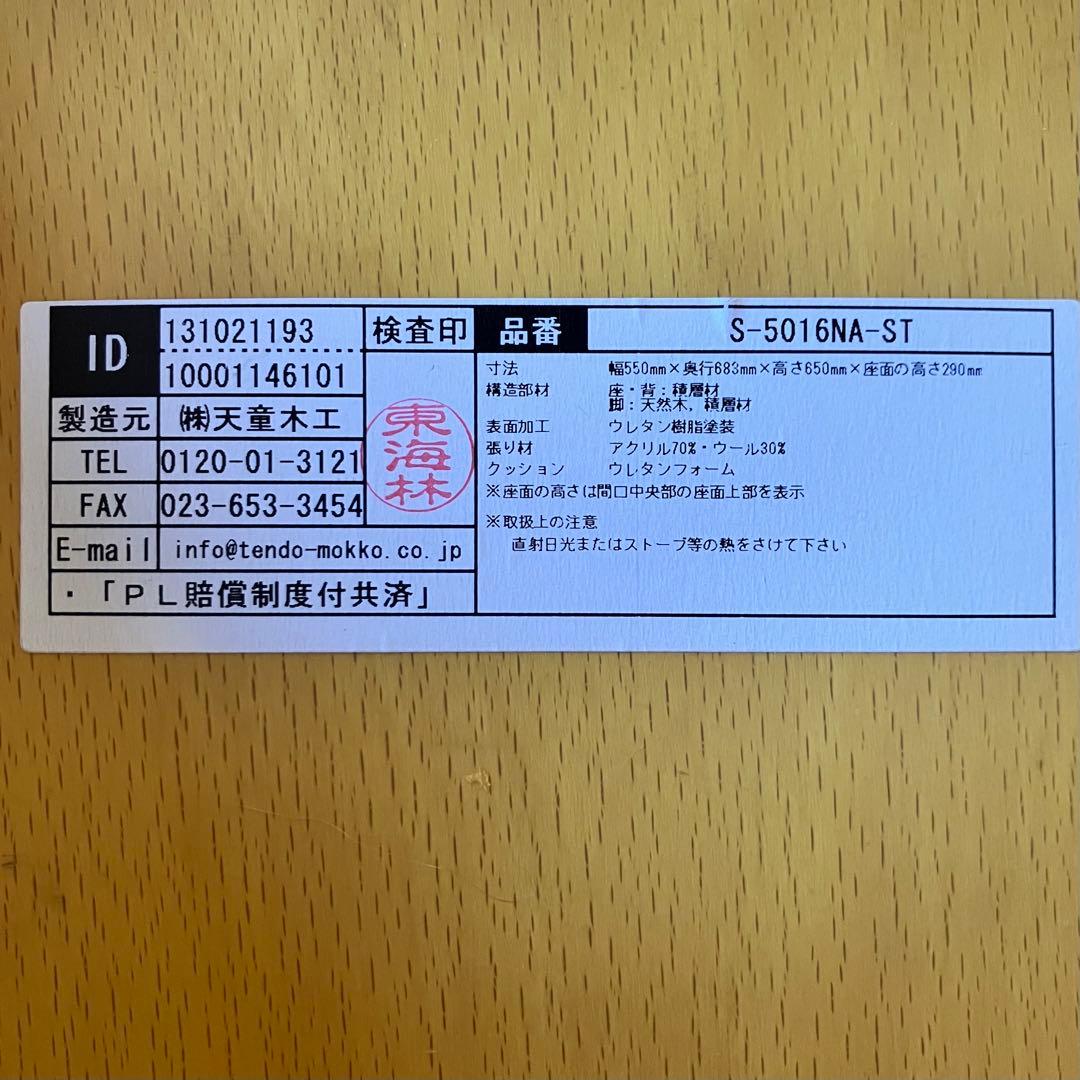 ID 131021193 検査印 品番 S-5016NA-ST
10001146101
製造元 ㈱天童木工
TEL 0120-01-3121
FAX 023-653-3454
E-mail info@tendo-mokko.co.jp
・「ＰＬ賠償制度付共済」
東海林
寸法 幅550mm×奥行683mm×高さ650mm×座面の高さ290mm
構造部材 座・背：積層材
脚：天然木，積層材
表面加工 ウレタン樹脂塗装
張り材 アクリル70%・ウール30%
クッション ウレタンフォーム
※座面の高さは間口中央部の座面上部を表示
※取扱上の注意
直射日光またはストーブ等の熱をさけて下さい